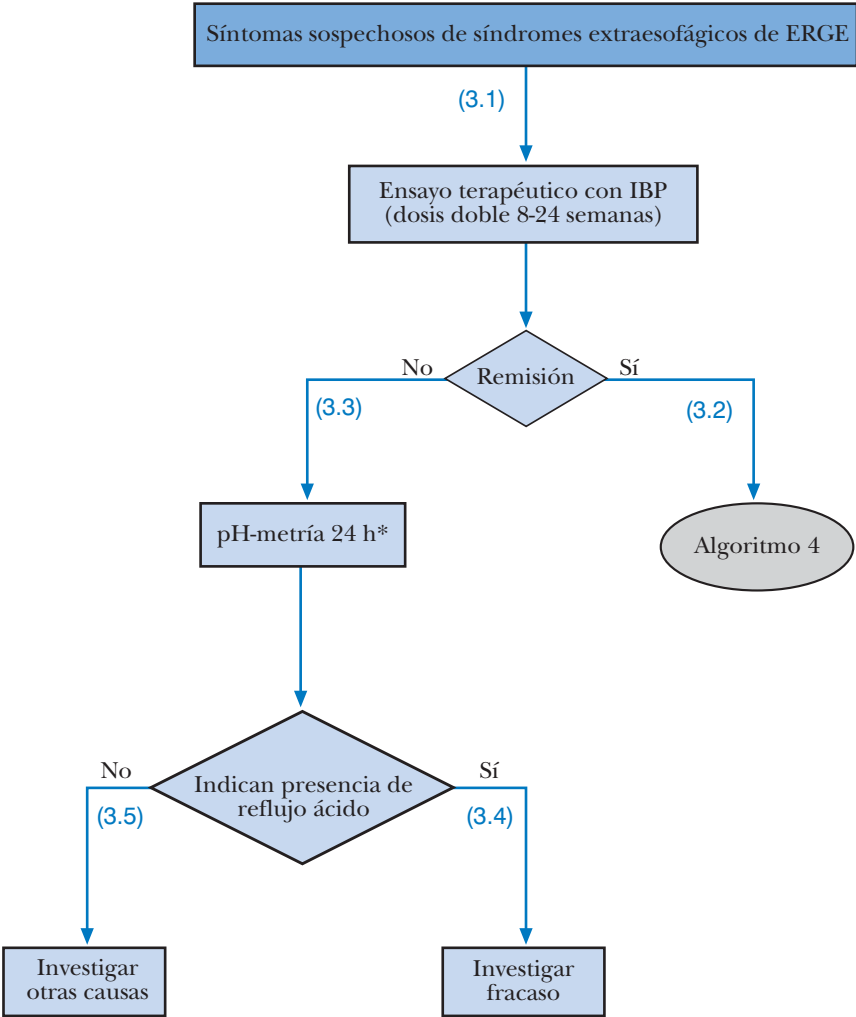 Síntomas sospechosos de síndromes extraesofágicos de ERGE
(3.1)
Ensayo terapéutico con IBP
(dosis doble 8-24 semanas)
No
Remisión
Sí
(3.3)
(3.2)
pH-metría 24 h*
Algoritmo 4
No
Indican presencia de
reflujo ácido
Sí
(3.5)
(3.4)
Investigar
otras causas
Investigar
fracaso